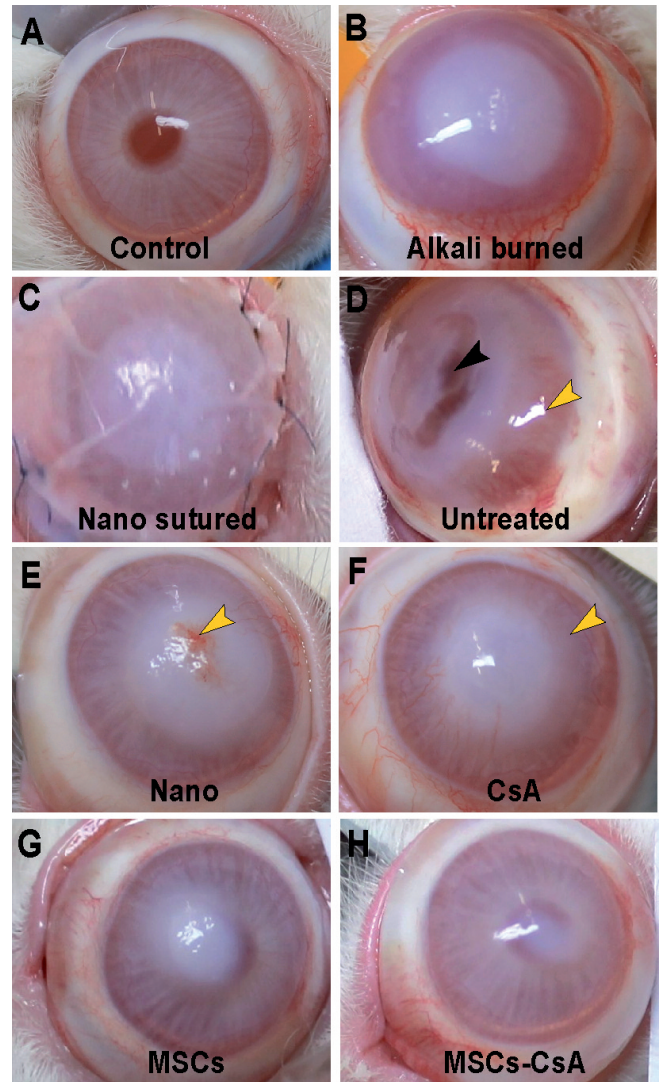 A
Control
B
Alkali burned
C
Nano sutured
D
Untreated
E
Nano
F
CsA
G
MSCs
H
MSCs-CsA